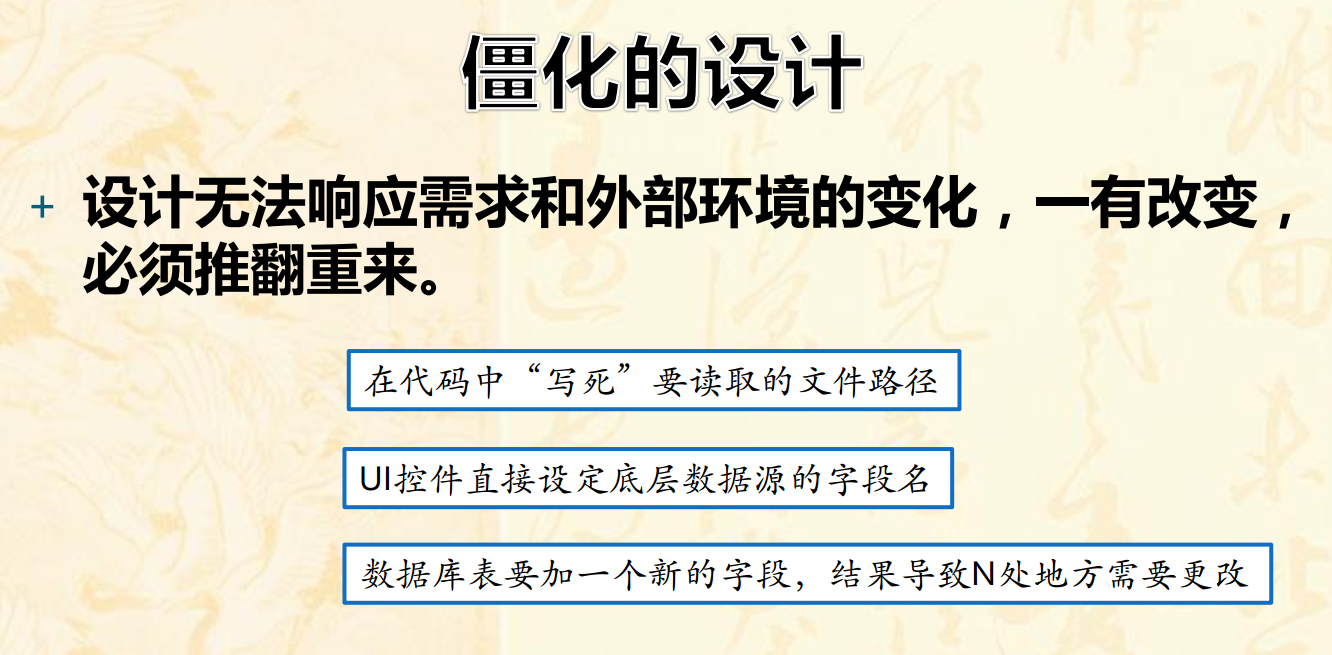 僵化的设计
+ 设计无法响应需求和外部环境的变化，一有改变，
必须推翻重来。
在代码中“写死”要读取的文件路径
UI控件直接设定底层数据源的字段名
数据库表要加一个新的字段，结果导致N处地方需要更改